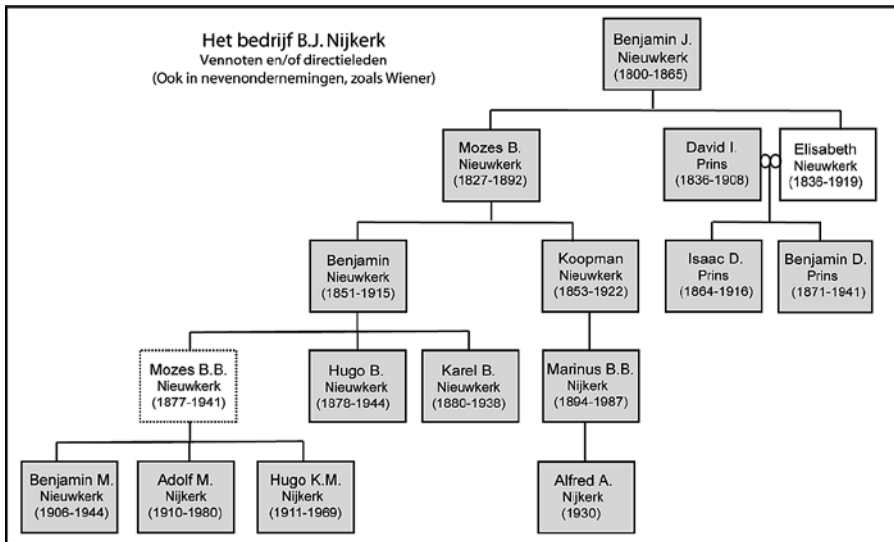 Het bedrijf B.J. Nijkerk
Vennoten en/of directieleden
(Ook in nevenondernemingen, zoals Wiener)
Benjamin J.
Nieuwkerk
(1800-1865)
Mozes B.
Nieuwkerk
(1827-1892)
David I.
Prins
(1836-1908)
Elisabeth
Nieuwkerk
(1836-1919)
Benjamin
Nieuwkerk
(1851-1915)
Koopman
Nieuwkerk
(1853-1922)
Isaac D.
Prins
(1864-1916)
Benjamin D.
Prins
(1871-1941)
Mozes B.B.
Nieuwkerk
(1877-1941)
Hugo B.
Nieuwkerk
(1878-1944)
Karel B.
Nieuwkerk
(1880-1938)
Marinus B.B.
Nijkerk
(1894-1987)
Benjamin M.
Nieuwkerk
(1906-1944)
Adolf M.
Nijkerk
(1910-1980)
Hugo K.M.
Nijkerk
(1911-1969)
Alfred A.
Nijkerk
(1930)